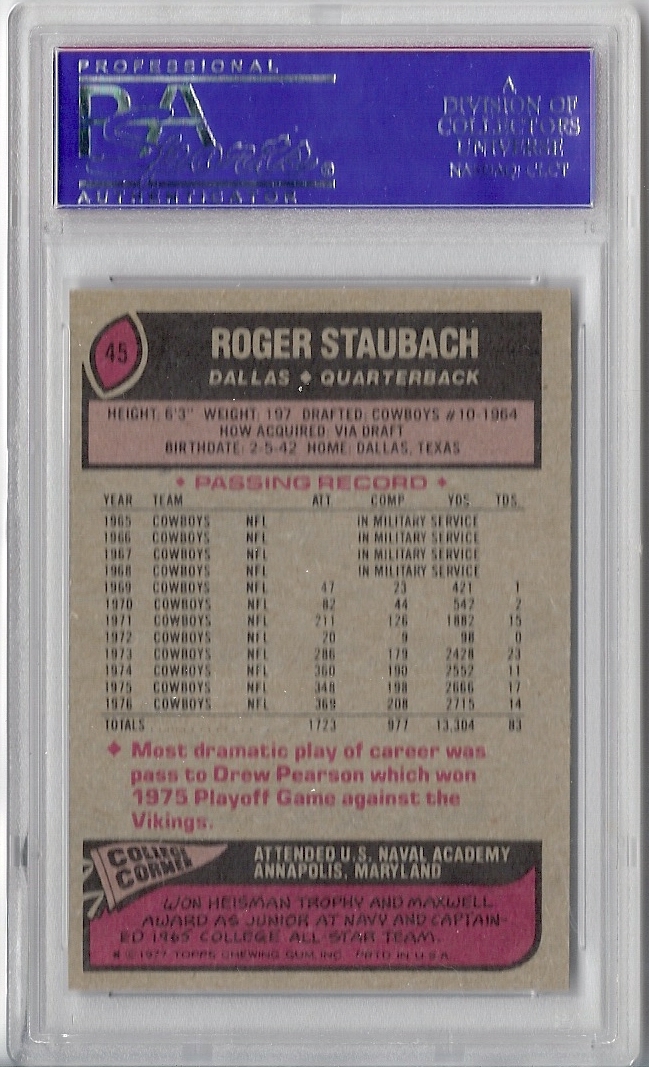 PROFESSIONAL
PSA
Sports®
AUTHENTICATOR
A
DIVISION OF
COLLECTORS
UNIVERSE
NASDAQ: CLCT
45
ROGER STAUBACH
DALLAS ♦ QUARTERBACK
HEIGHT: 6'3" WEIGHT: 197 DRAFTED: COWBOYS #10-1964
HOW ACQUIRED: VIA DRAFT
BIRTHDATE: 2-5-42 HOME: DALLAS, TEXAS
♦ PASSING RECORD ♦
YEAR TEAM ATT. COMP. YDS. TDS.
1965 COWBOYS NFL IN MILITARY SERVICE
1966 COWBOYS NFL IN MILITARY SERVICE
1967 COWBOYS NFL IN MILITARY SERVICE
1968 COWBOYS NFL IN MILITARY SERVICE
1969 COWBOYS NFL 47 23 421 1
1970 COWBOYS NFL 82 44 542 2
1971 COWBOYS NFL 211 126 1882 15
1972 COWBOYS NFL 20 9 98 0
1973 COWBOYS NFL 286 179 2428 23
1974 COWBOYS NFL 360 190 2552 11
1975 COWBOYS NFL 348 198 2666 17
1976 COWBOYS NFL 369 208 2715 14
TOTALS 1723 977 13,304 83
♦ Most dramatic play of career was
pass to Drew Pearson which won
1975 Playoff Game against the
Vikings.
COLLEGE
CORNER
ATTENDED U.S. NAVAL ACADEMY
ANNAPOLIS, MARYLAND
WON HEISMAN TROPHY AND MAXWELL
AWARD AS JUNIOR AT NAVY AND CAPTAIN-
ED 1965 COLLEGE ALL-STAR TEAM.
© 1977 TOPPS CHEWING GUM, INC. PRTD. IN U.S.A.